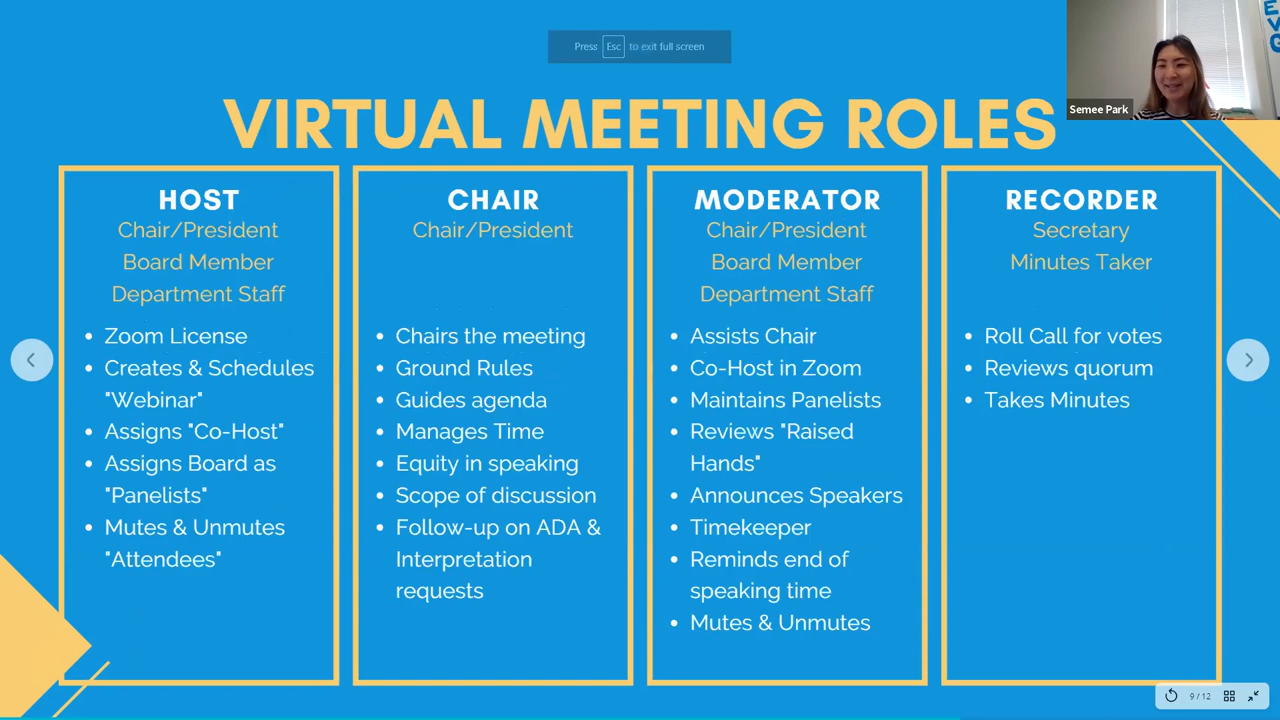 Press Esc to exit full screen
EVG
Semee Park
VIRTUAL MEETING ROLES
HOST
Chair/President
Board Member
Department Staff
• Zoom License
• Creates & Schedules
"Webinar"
• Assigns "Co-Host"
• Assigns Board as
"Panelists"
• Mutes & Unmutes
"Attendees"
CHAIR
Chair/President
• Chairs the meeting
• Ground Rules
• Guides agenda
• Manages Time
• Equity in speaking
• Scope of discussion
• Follow-up on ADA &
Interpretation
requests
MODERATOR
Chair/President
Board Member
Department Staff
• Assists Chair
• Co-Host in Zoom
• Maintains Panelists
• Reviews "Raised
Hands"
• Announces Speakers
• Timekeeper
• Reminds end of
speaking time
• Mutes & Unmutes
RECORDER
Secretary
Minutes Taker
• Roll Call for votes
• Reviews quorum
• Takes Minutes
9/12